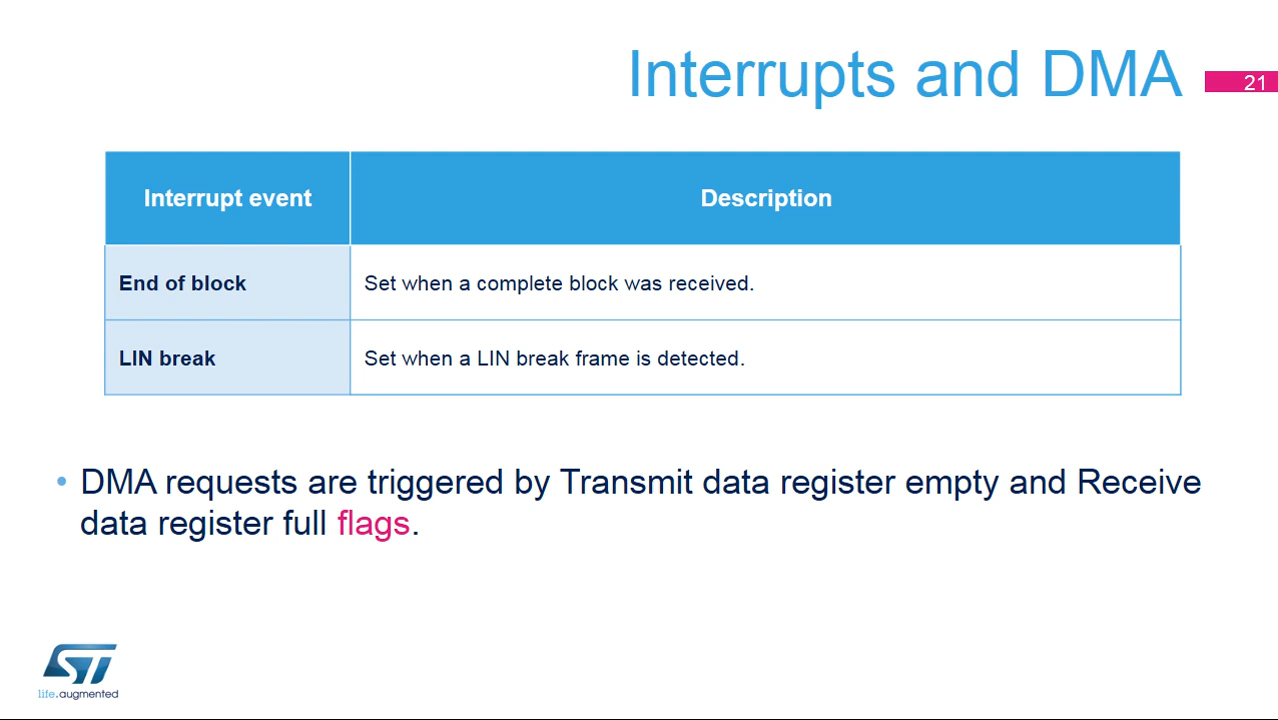 Interrupts and DMA
21
Interrupt event
Description
End of block
Set when a complete block was received.
LIN break
Set when a LIN break frame is detected.
• DMA requests are triggered by Transmit data register empty and Receive
data register full flags.
ST
life.augmented